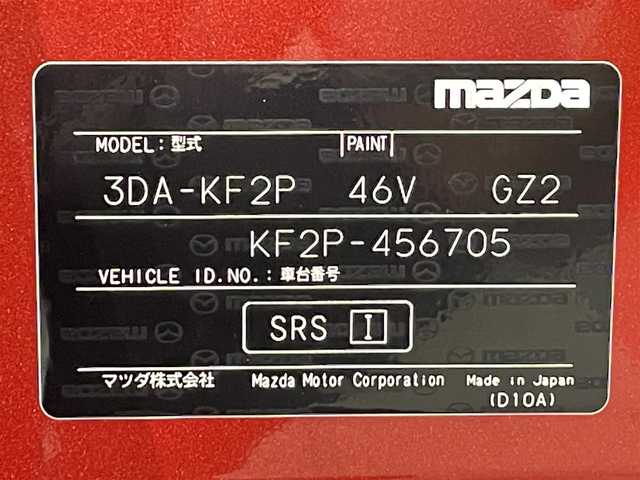 mazda
MODEL: 型式 PAINT
3DA-KF2P 46V GZ2
KF2P-456705
VEHICLE ID.NO.: 車台番号
SRS I
マツダ株式会社 Mazda Motor Corporation Made in Japan
(D10A)